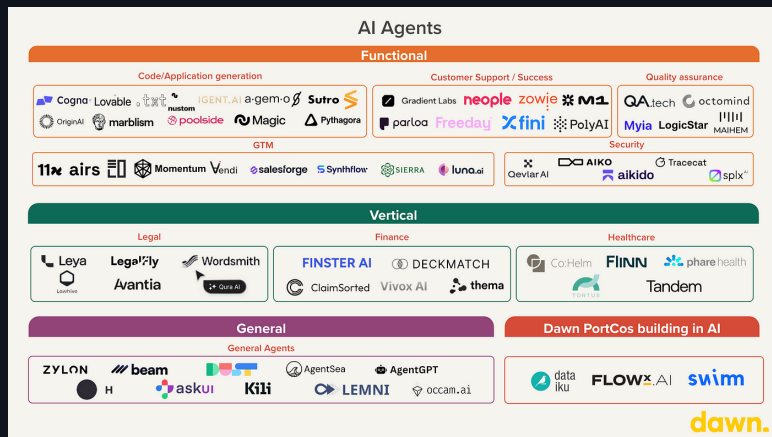 AI Agents
Functional
Code/Application generation
Customer Support / Success
Quality assurance
Cogna Lovable .txt nustom IGENT.AI a·gem·o Sutro
OriginAI marblism poolside Magic Pythagora
Gradient Labs neople zowie M1
parloa Freeday fini PolyAI
QA.tech octomind
Myia LogicStar MAIHEM
GTM
Security
11x airs Momentum Vendi salesforge Synthflow SIERRA luna.ai
Qevlar AI AIKO Tracecat
aikido splx
Vertical
Legal
Finance
Healthcare
Leya Legalfly Wordsmith
Lawhive Avantia Qura AI
FINSTER AI DECKMATCH
ClaimSorted Vivox AI thema
Co:Helm FLINN phare health
TORTUS Tandem
General
Dawn PortCos building in AI
General Agents
ZYLON beam DUST AgentSea AgentGPT
H askui Kili LEMNI occam.ai
data iku FLOWX.AI swimm
dawn.